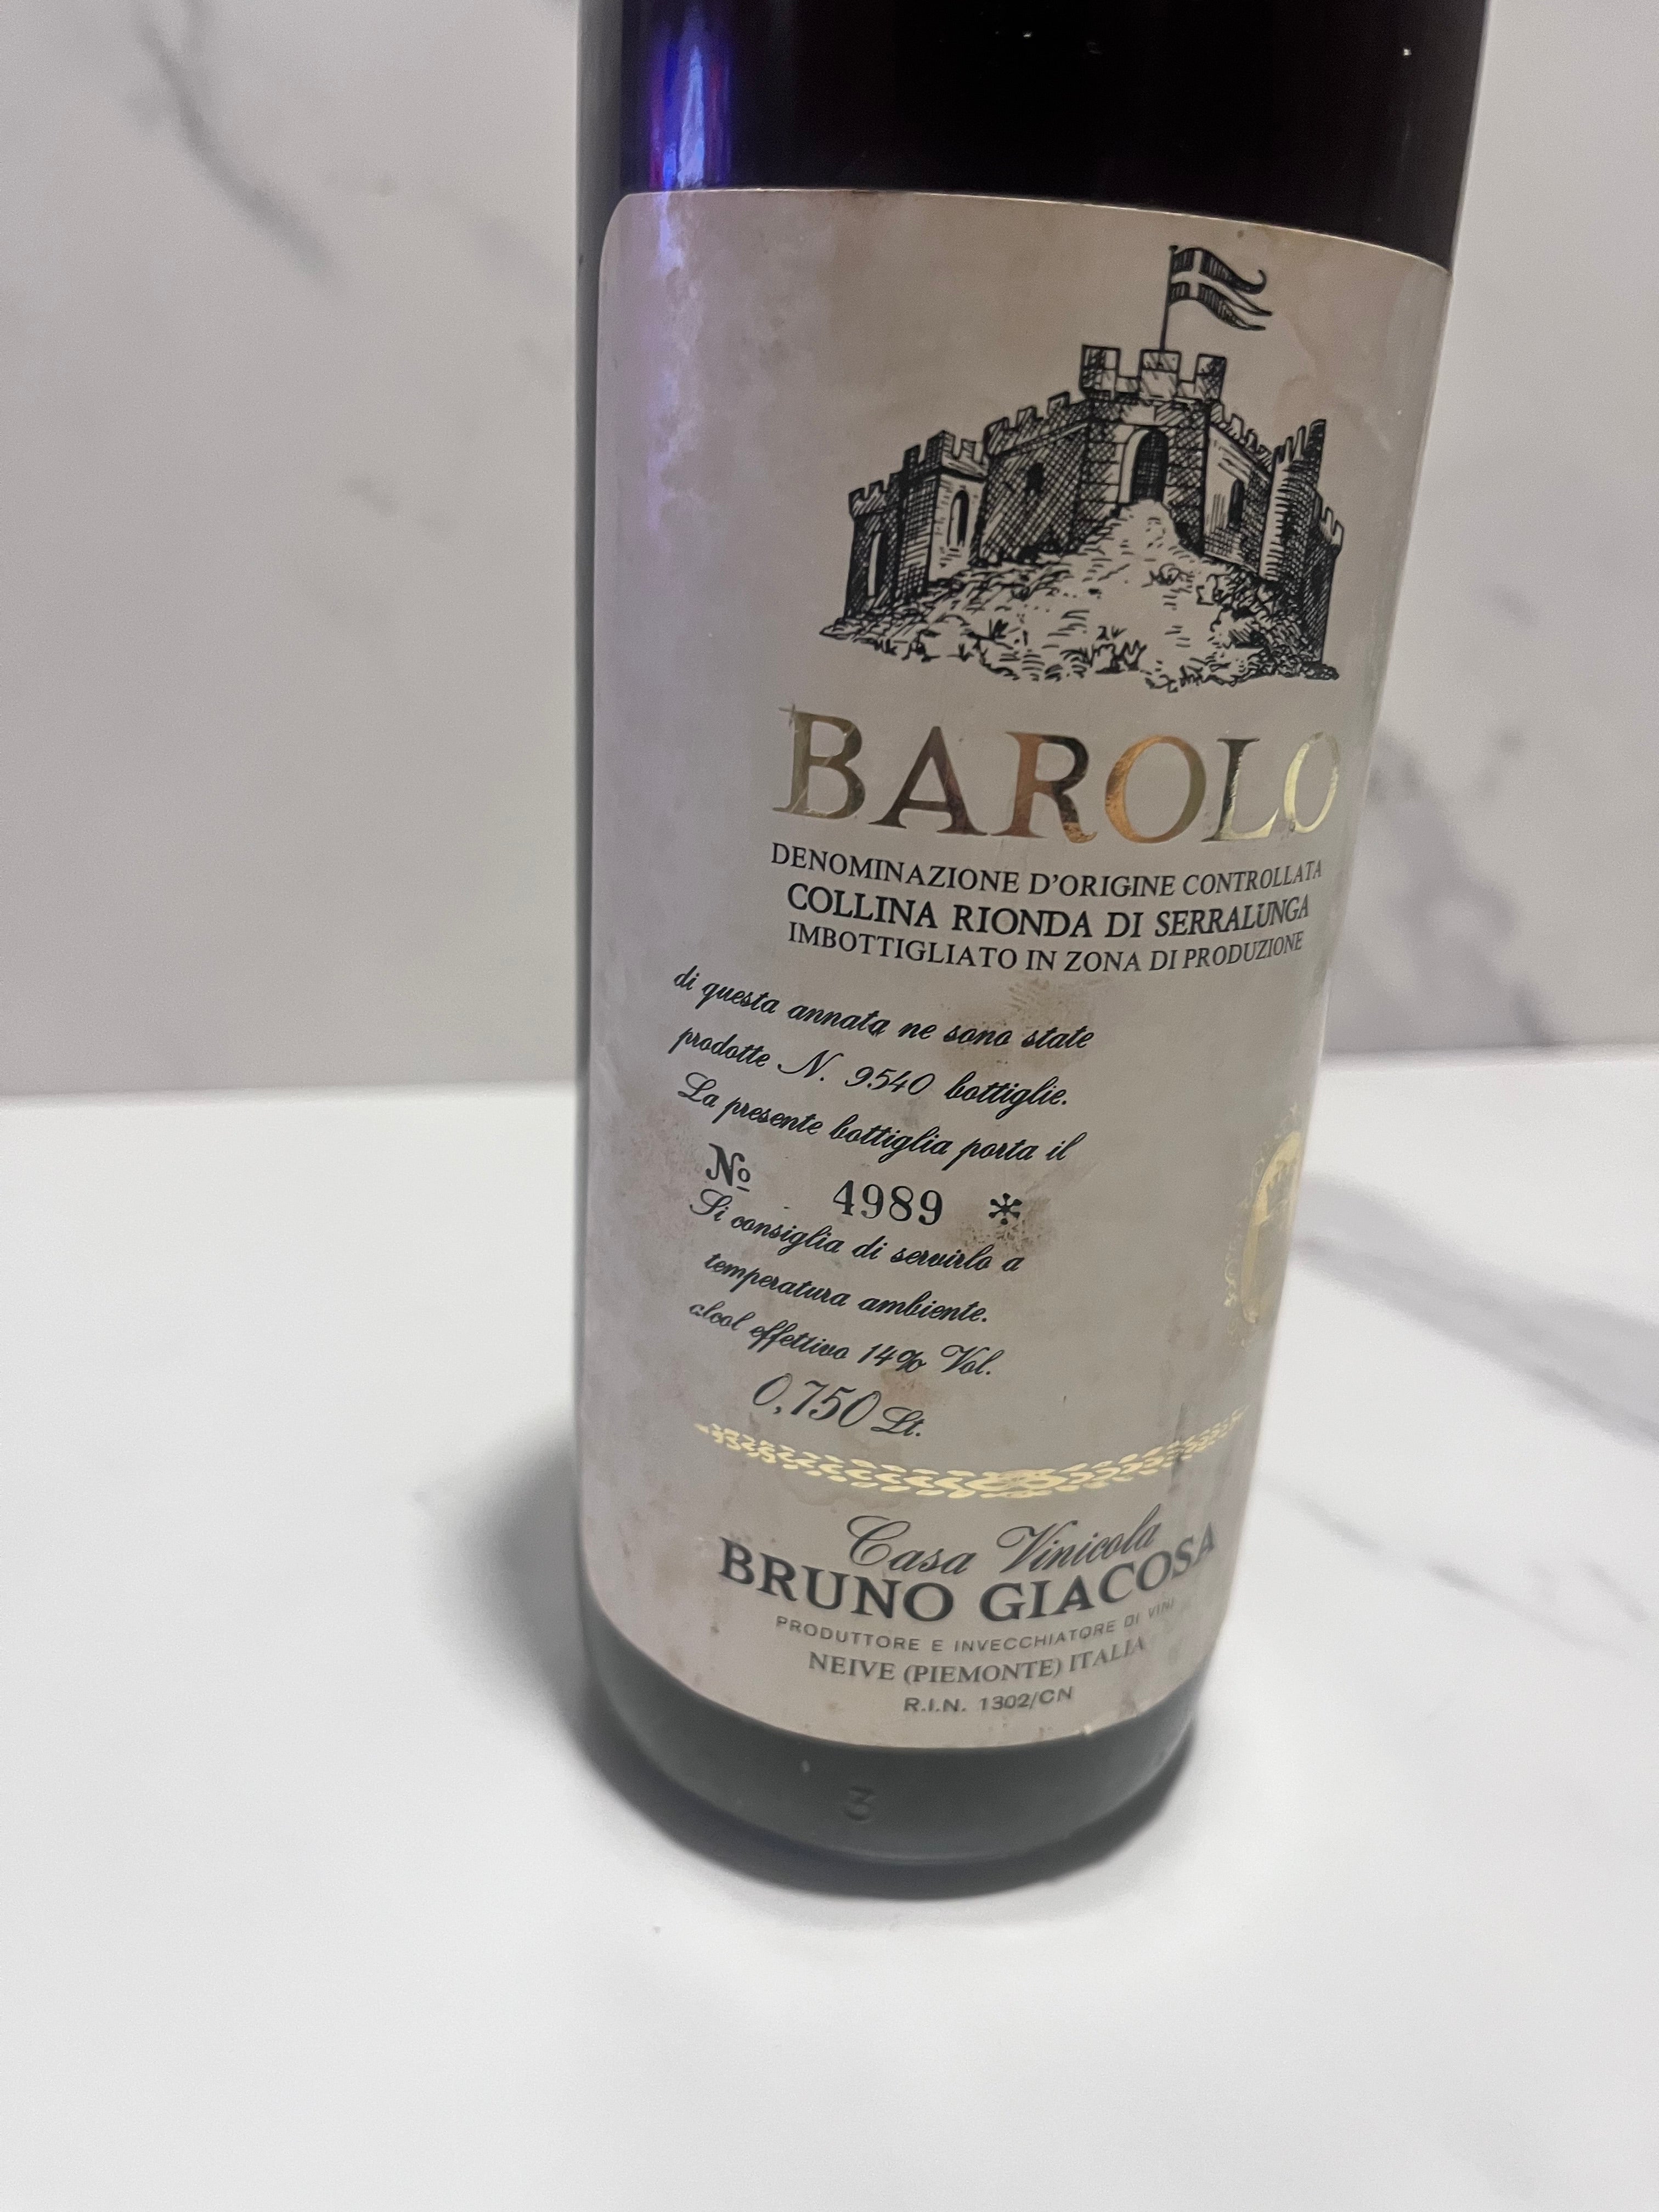 BAROLO
DENOMINAZIONE D'ORIGINE CONTROLLATA
COLLINA RIONDA DI SERRALUNGA
IMBOTTIGLIATO IN ZONA DI PRODUZIONE
di questa annata ne sono state
prodotte N. 9540 bottiglie.
La presente bottiglia porta il
Nº 4989 *
Si consiglia di servirlo a
temperatura ambiente.
alcool effettivo 14% Vol.
0,750 Lt.
Casa Vinicola
BRUNO GIACOSA
PRODUTTORE E INVECCHIATORE DI VINI
NEIVE (PIEMONTE) ITALIA
R.I.N. 1302/CN
3